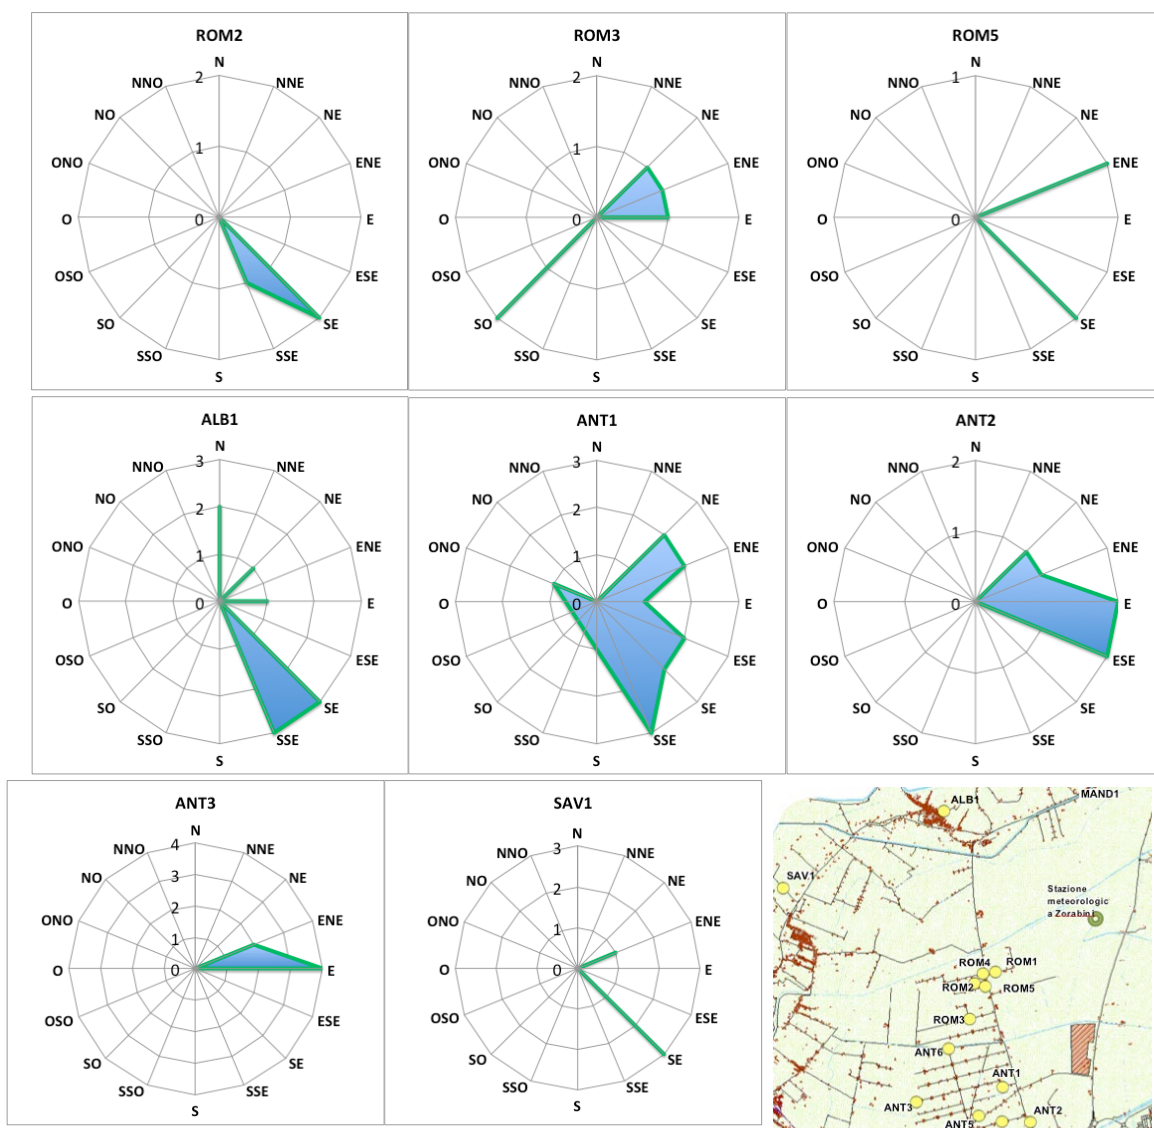 ROM2
N
2
NNO
NNE
NO
NE
1
ONO
ENE
O
0
E
OSO
ESE
SO
SE
SSO
SSE
S
ROM3
N
2
NNO
NNE
NO
NE
1
ONO
ENE
O
0
E
OSO
ESE
SO
SE
SSO
SSE
S
ROM5
N
1
NNO
NNE
NO
NE
ONO
ENE
O
0
E
OSO
ESE
SO
SE
SSO
SSE
S
ALB1
N
3
NNO
NNE
NO
NE
2
ONO
ENE
1
O
0
E
OSO
ESE
SO
SE
SSO
SSE
S
ANT1
N
3
NNO
NNE
NO
NE
2
ONO
ENE
1
O
0
E
OSO
ESE
SO
SE
SSO
SSE
S
ANT2
N
2
NNO
NNE
NO
NE
1
ONO
ENE
O
0
E
OSO
ESE
SO
SE
SSO
SSE
S
ANT3
N
4
NNO
NNE
3
NO
NE
2
ONO
ENE
1
O
0
E
OSO
ESE
SO
SE
SSO
SSE
S
SAV1
N
3
NNO
NNE
NO
NE
2
ONO
ENE
1
O
0
E
OSO
ESE
SO
SE
SSO
SSE
S
MAND1
ALB1
SAV1
Stazione
meteorologic
a Zorabini
ROM4
ROM1
ROM2
ROM5
ROM3
ANT6
ANT1
ANT3
ANT2
ANT5